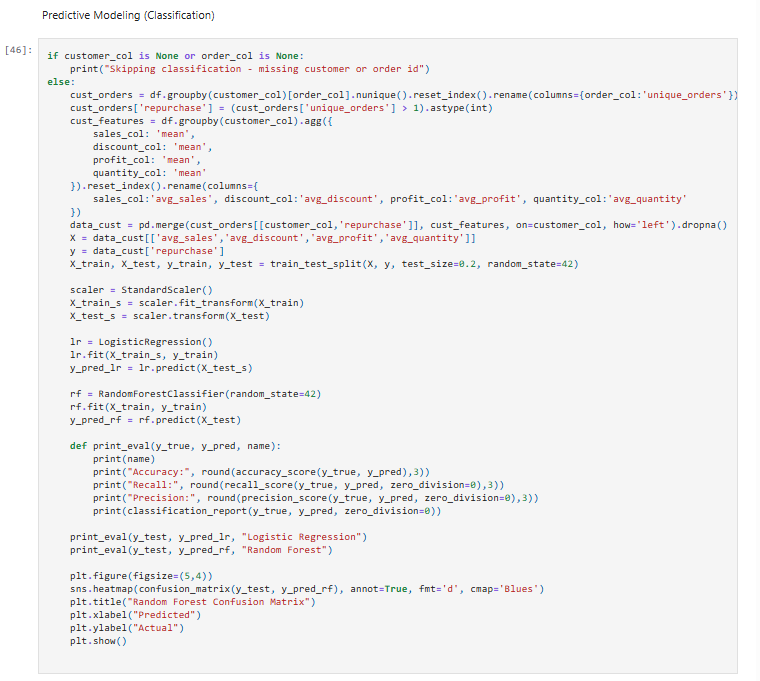 Predictive Modeling (Classification)
[46]:
if customer_col is None or order_col is None:
    print("Skipping classification - missing customer or order id")
else:
    cust_orders = df.groupby(customer_col)[order_col].nunique().reset_index().rename(columns={order_col:'unique_orders'})
    cust_orders['repurchase'] = (cust_orders['unique_orders'] > 1).astype(int)
    cust_features = df.groupby(customer_col).agg({
        sales_col: 'mean',
        discount_col: 'mean',
        profit_col: 'mean',
        quantity_col: 'mean'
    }).reset_index().rename(columns={
        sales_col:'avg_sales', discount_col:'avg_discount', profit_col:'avg_profit', quantity_col:'avg_quantity'
    })
    data_cust = pd.merge(cust_orders[[customer_col,'repurchase']], cust_features, on=customer_col, how='left').dropna()
    X = data_cust[['avg_sales','avg_discount','avg_profit','avg_quantity']]
    y = data_cust['repurchase']
    X_train, X_test, y_train, y_test = train_test_split(X, y, test_size=0.2, random_state=42)

    scaler = StandardScaler()
    X_train_s = scaler.fit_transform(X_train)
    X_test_s = scaler.transform(X_test)

    lr = LogisticRegression()
    lr.fit(X_train_s, y_train)
    y_pred_lr = lr.predict(X_test_s)

    rf = RandomForestClassifier(random_state=42)
    rf.fit(X_train, y_train)
    y_pred_rf = rf.predict(X_test)

    def print_eval(y_true, y_pred, name):
        print(name)
        print("Accuracy:", round(accuracy_score(y_true, y_pred),3))
        print("Recall:", round(recall_score(y_true, y_pred, zero_division=0),3))
        print("Precision:", round(precision_score(y_true, y_pred, zero_division=0),3))
        print(classification_report(y_true, y_pred, zero_division=0))

    print_eval(y_test, y_pred_lr, "Logistic Regression")
    print_eval(y_test, y_pred_rf, "Random Forest")

    plt.figure(figsize=(5,4))
    sns.heatmap(confusion_matrix(y_test, y_pred_rf), annot=True, fmt='d', cmap='Blues')
    plt.title("Random Forest Confusion Matrix")
    plt.xlabel("Predicted")
    plt.ylabel("Actual")
    plt.show()